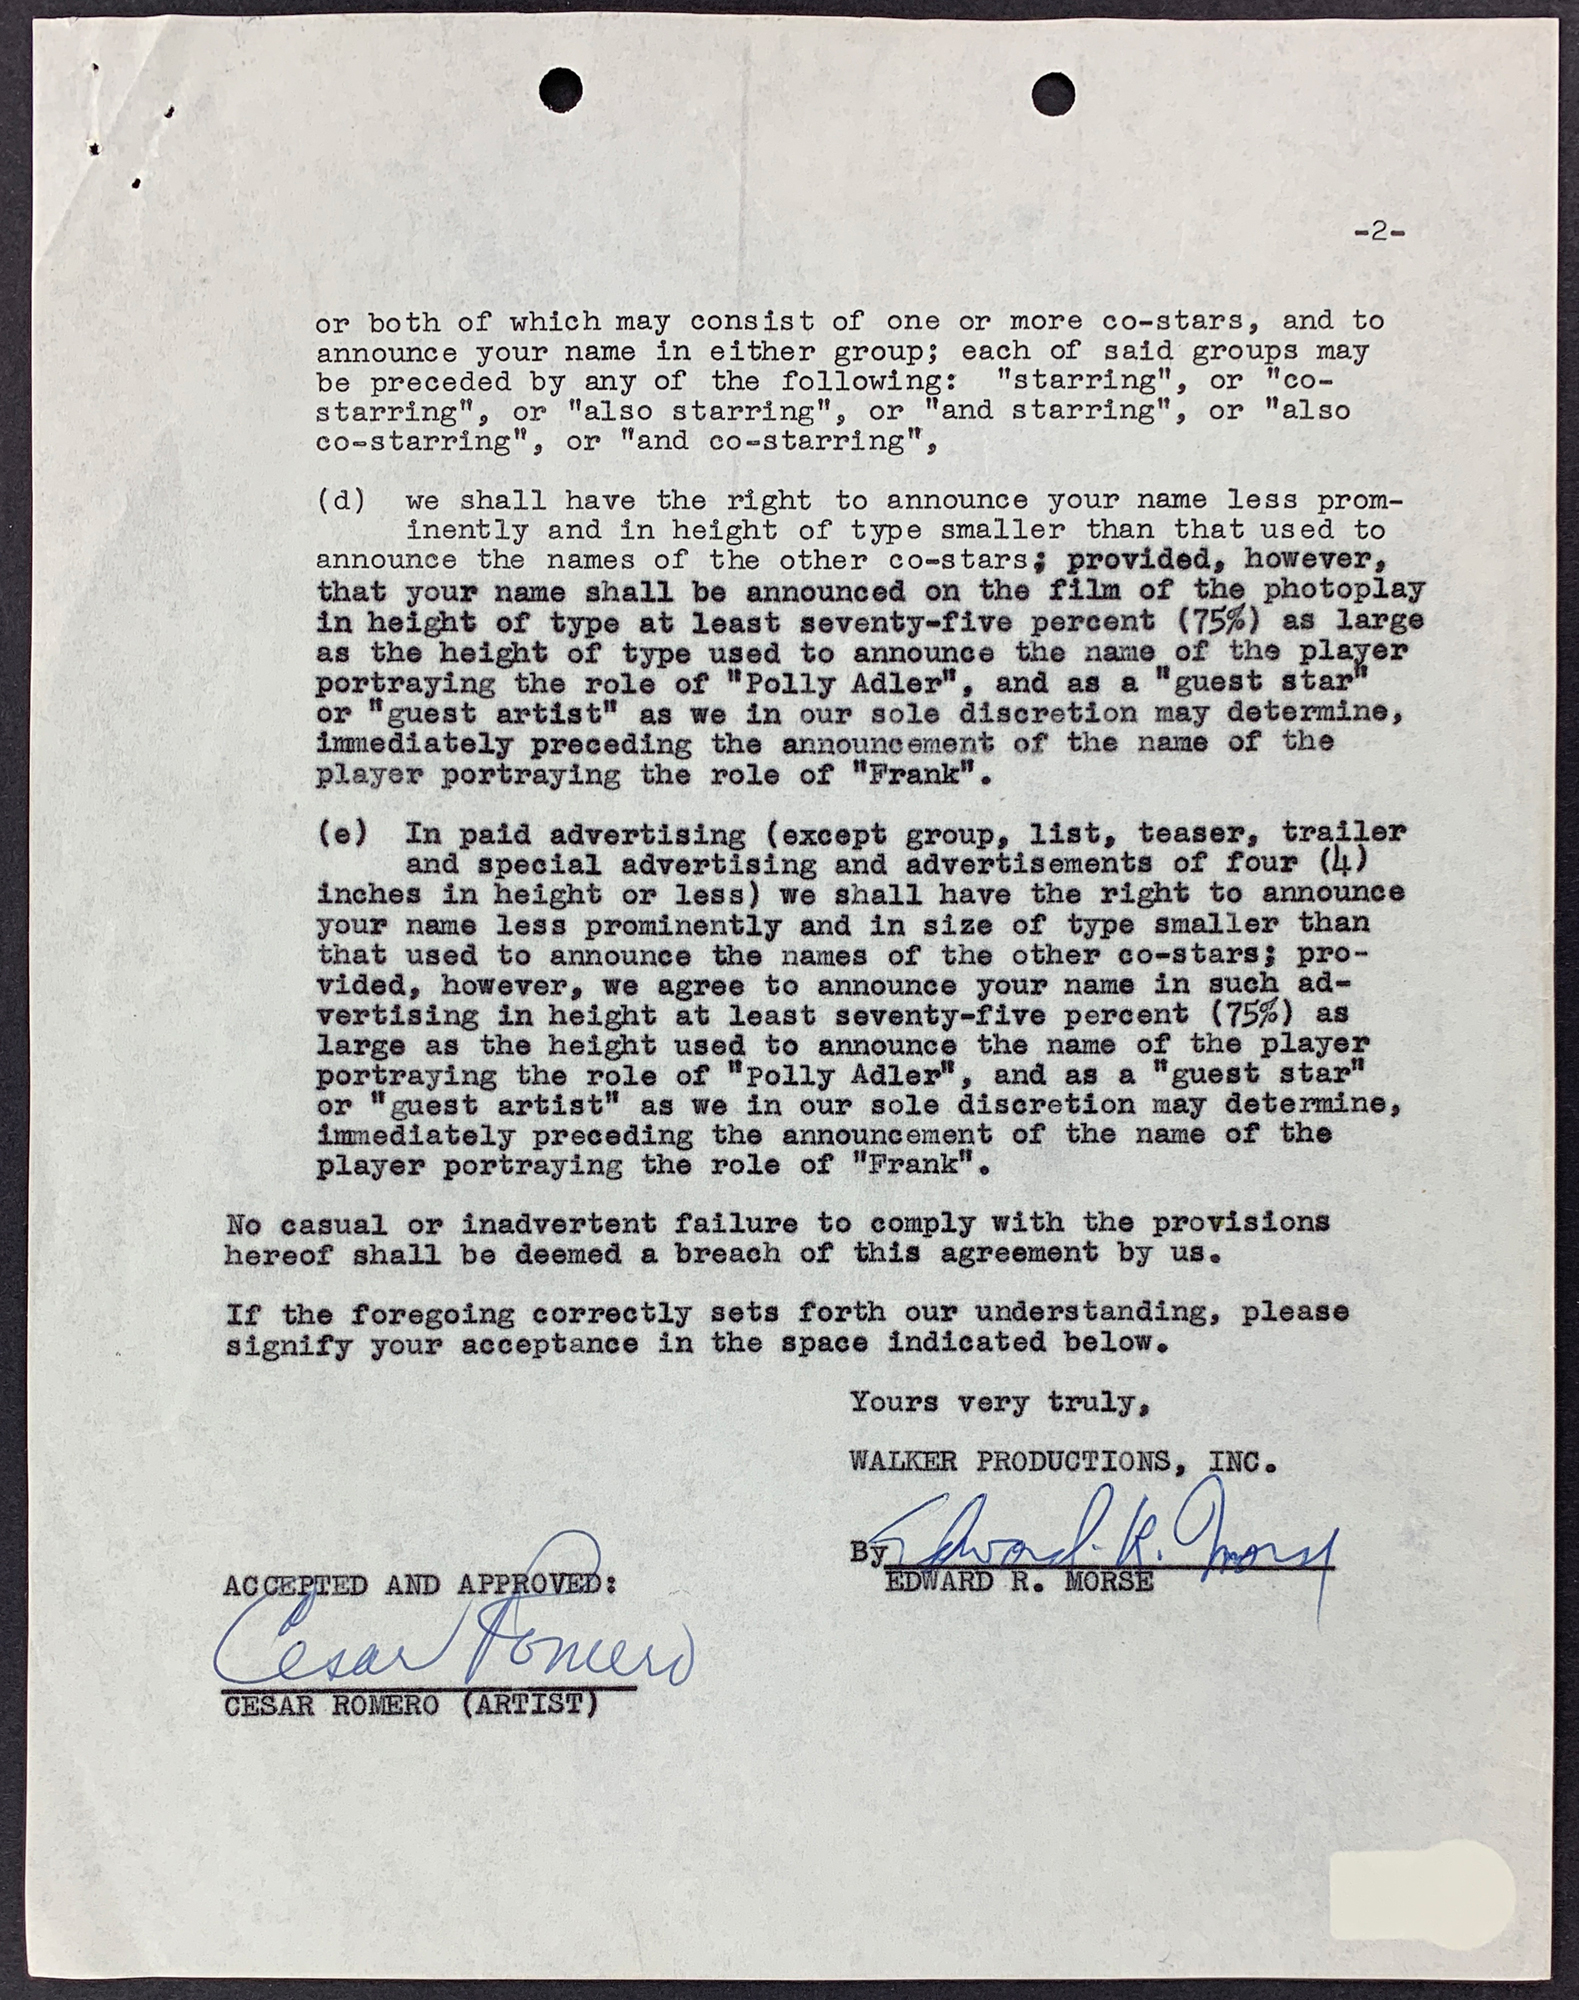 -2-
or both of which may consist of one or more co-stars, and to
announce your name in either group; each of said groups may
be preceded by any of the following:  "starring", or "co-
starring", or "also starring", or "and starring", or "also
co-starring", or "and co-starring",
(d)  we shall have the right to announce your name less prom-
inently and in height of type smaller than that used to
announce the names of the other co-stars; provided, however,
that your name shall be announced on the film of the photoplay
in height of type at least seventy-five percent (75%) as large
as the height of type used to announce the name of the player
portraying the role of "Polly Adler", and as a "guest star"
or "guest artist" as we in our sole discretion may determine,
immediately preceding the announcement of the name of the
player portraying the role of "Frank".
(e)  In paid advertising (except group, list, teaser, trailer
and special advertising and advertisements of four (4)
inches in height or less) we shall have the right to announce
your name less prominently and in size of type smaller than
that used to announce the names of the other co-stars; pro-
vided, however, we agree to announce your name in such ad-
vertising in height at least seventy-five percent (75%) as
large as the height used to announce the name of the player
portraying the role of "Polly Adler", and as a "guest star"
or "guest artist" as we in our sole discretion may determine,
immediately preceding the announcement of the name of the
player portraying the role of "Frank".
No casual or inadvertent failure to comply with the provisions
hereof shall be deemed a breach of this agreement by us.
If the foregoing correctly sets forth our understanding, please
signify your acceptance in the space indicated below.
Yours very truly,
WALKER PRODUCTIONS, INC.
By Edward R. Morse
EDWARD R. MORSE
ACCEPTED AND APPROVED:
Cesar Romero
CESAR ROMERO (ARTIST)